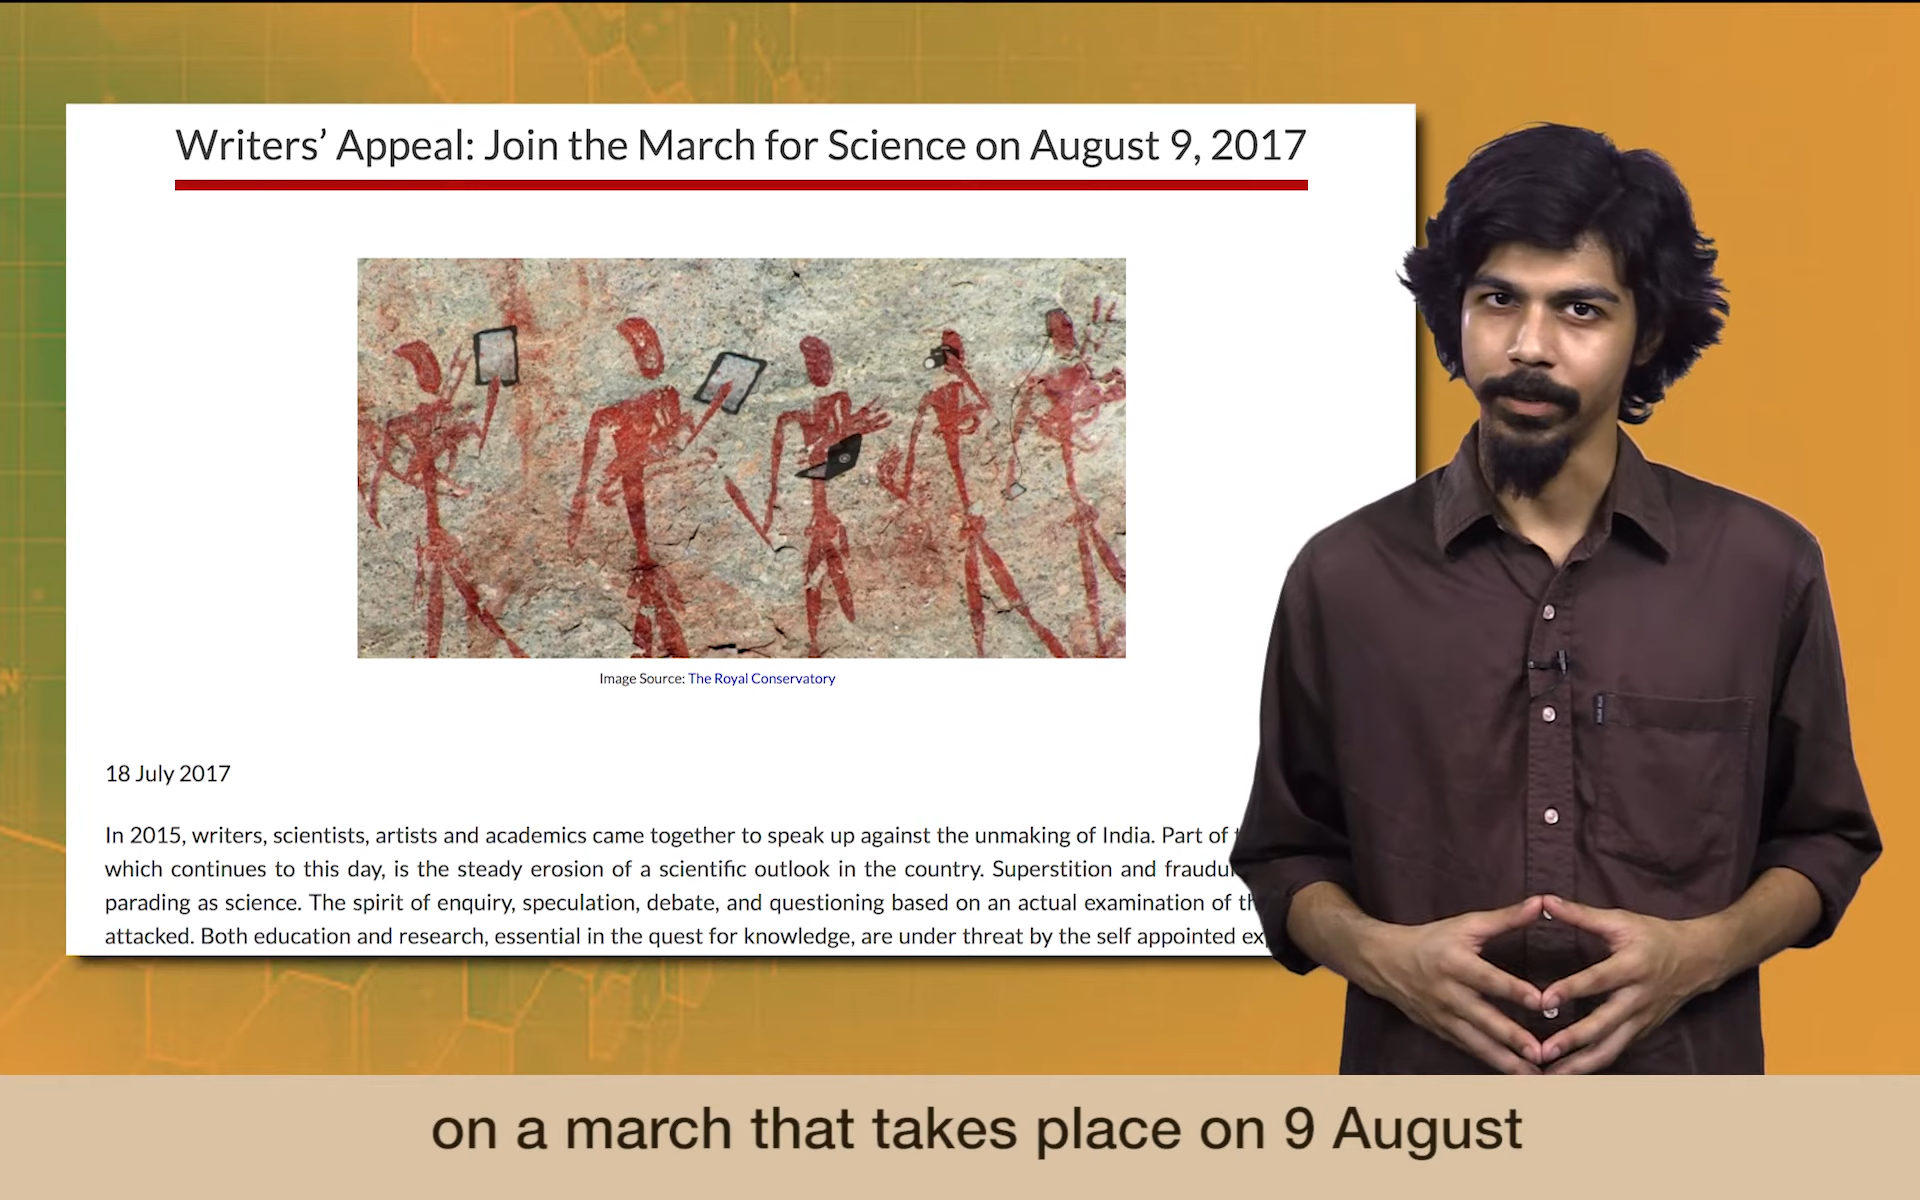 Writers’ Appeal: Join the March for Science on August 9, 2017
Image Source: The Royal Conservatory
18 July 2017
In 2015, writers, scientists, artists and academics came together to speak up against the unmaking of India. Part of
which continues to this day, is the steady erosion of a scientific outlook in the country. Superstition and
parading as science. The spirit of enquiry, speculation, debate, and questioning based on an actual examination of
attacked. Both education and research, essential in the quest for knowledge, are under threat by the self appointed
on a march that takes place on 9 August